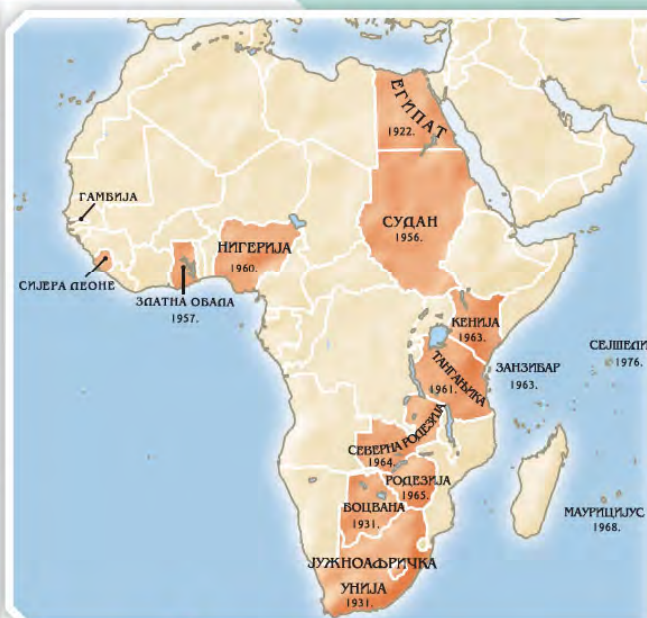 ЕГИПАТ
1922.
ГАМБИЈА
СУДАН
1956.
НИГЕРИЈА
1960.
СИЈЕРА ЛЕОНЕ
ЗЛАТНА ОБАЛА
1957.
КЕНИЈА
1963.
СЕЈШЕЛИ
1976.
ТАНГАЊИКА
1961.
ЗАНЗИБАР
1963.
СЕВЕРНА РОДЕЗИЈА
1964.
РОДЕЗИЈА
1965.
БОЦВАНА
1931.
МАУРИЦИЈУС
1968.
ЈУЖНОАФРИЧКА
УНИЈА
1931.